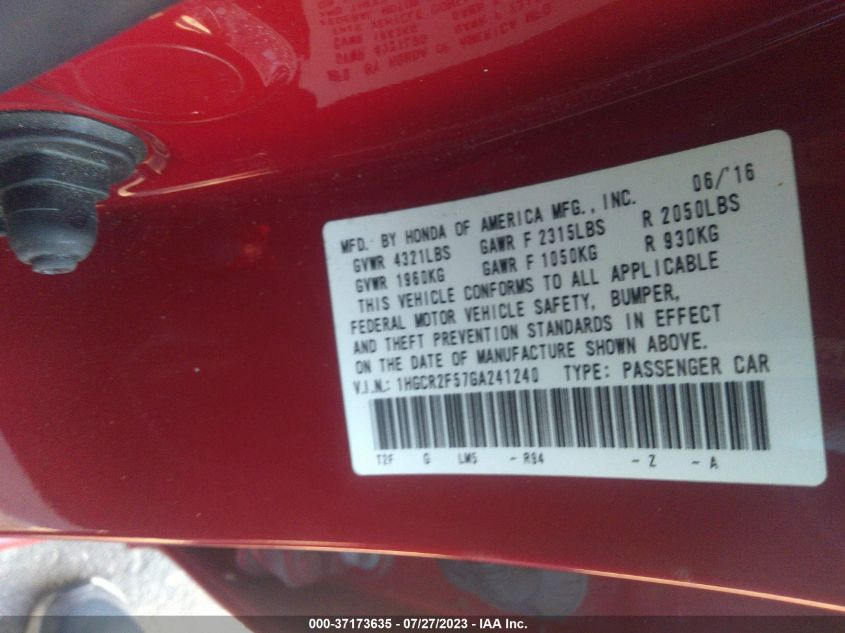 MFD. BY HONDA OF AMERICA MFG., INC. 06/'16
GVWR 4321LBS GAWR F 2315LBS R 2050LBS
GVWR 1960KG GAWR F 1050KG R 930KG
THIS VEHICLE CONFORMS TO ALL APPLICABLE
FEDERAL MOTOR VEHICLE SAFETY, BUMPER,
AND THEFT PREVENTION STANDARDS IN EFFECT
ON THE DATE OF MANUFACTURE SHOWN ABOVE.
V.I.N.: 1HGCR2F57GA241240 TYPE: PASSENGER CAR
T2F G LM5 - R94 - Z - A
000-37173635 / 07/27/2023 - IAA Inc.